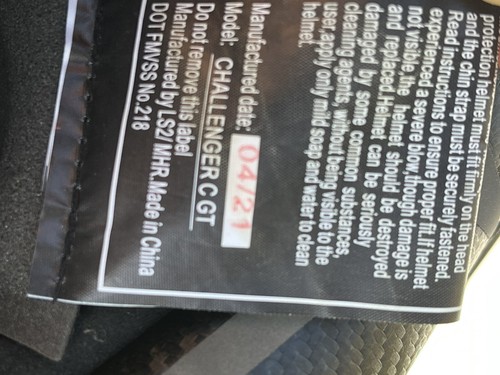 protection helmet must fit firmly on the head
and the chin strap must be securely fastened.
Read instructions to ensure proper fit.If helmet
experienced a severe blow,though damage is
not visible,the helmet should be destroyed
and replaced.Helmet can be seriously
damaged by some common substances,
cleaning agents, without being visible to the
user,apply only mild soap and water to clean
helmet.
Manufactured date: 04/21
Model: CHALLENGER C GT
Do not remove this label
Manufactured by LS2/ MHR.Made in China
DOT FMVSS No.218